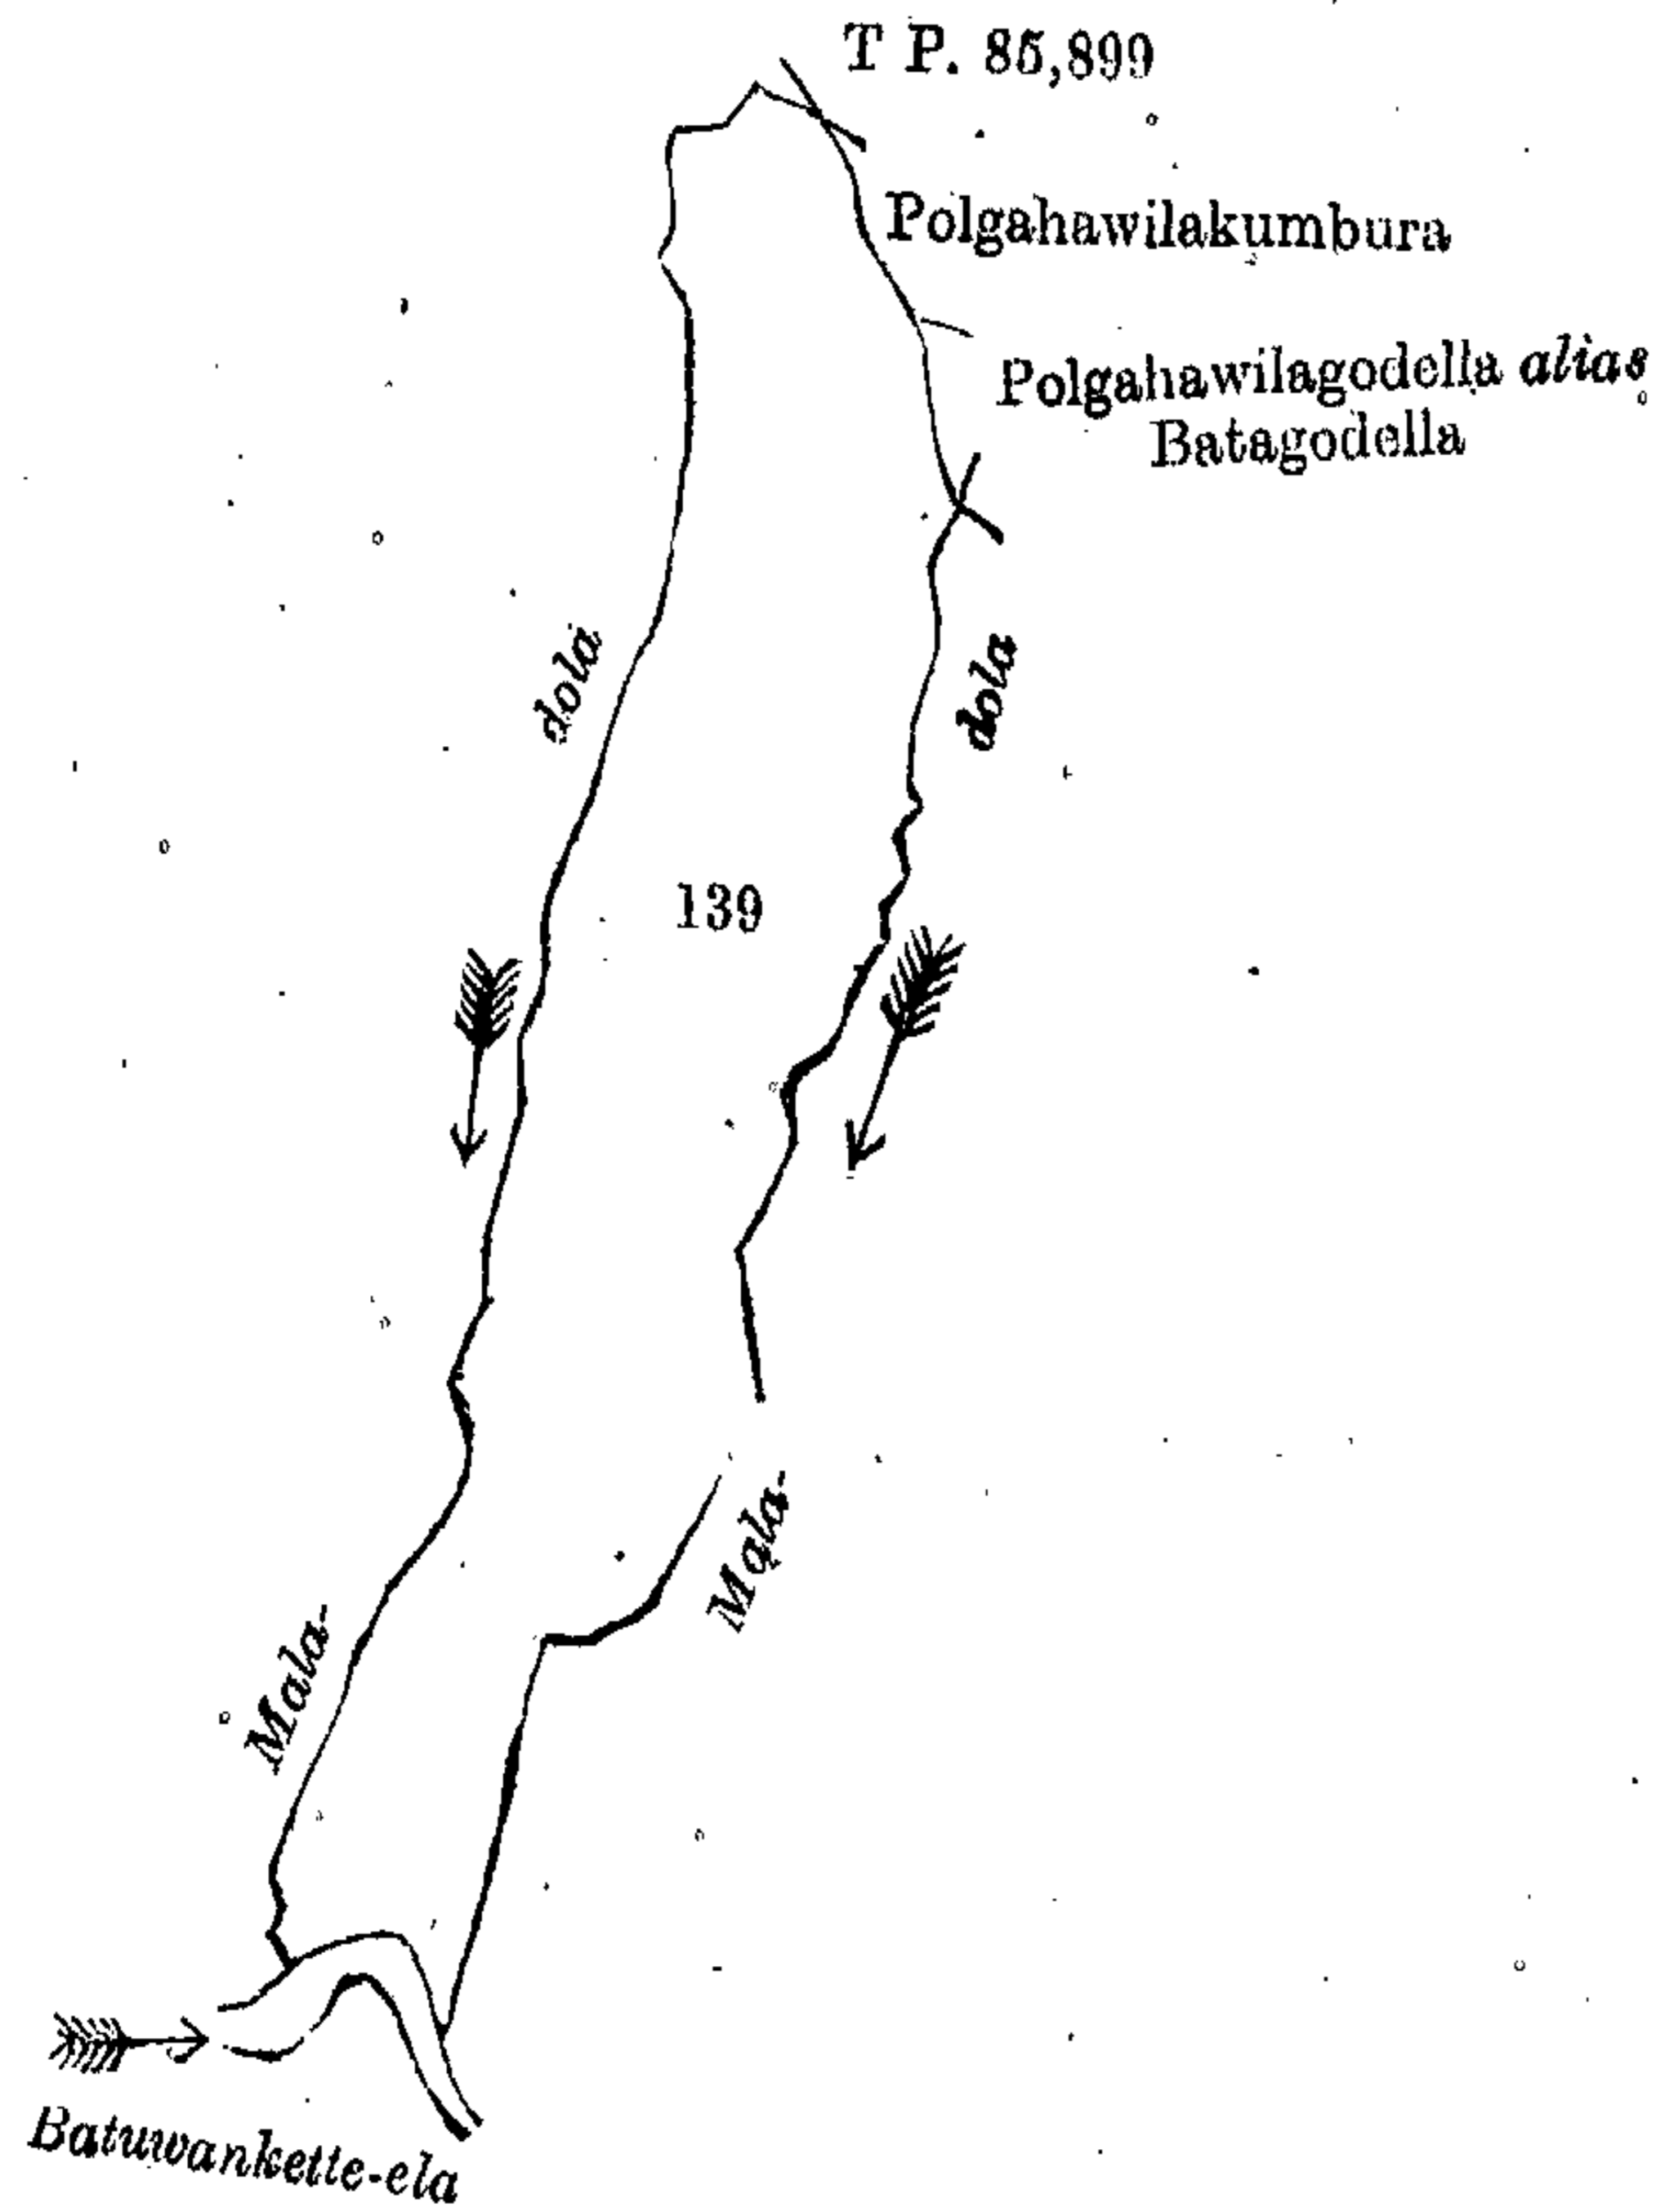 T P. 85,899
Polgahawilakumbura
Polgahawilagodella alias
Batagodella
dola
dola
139
Mala-
Mala-
Batuwankette-ela